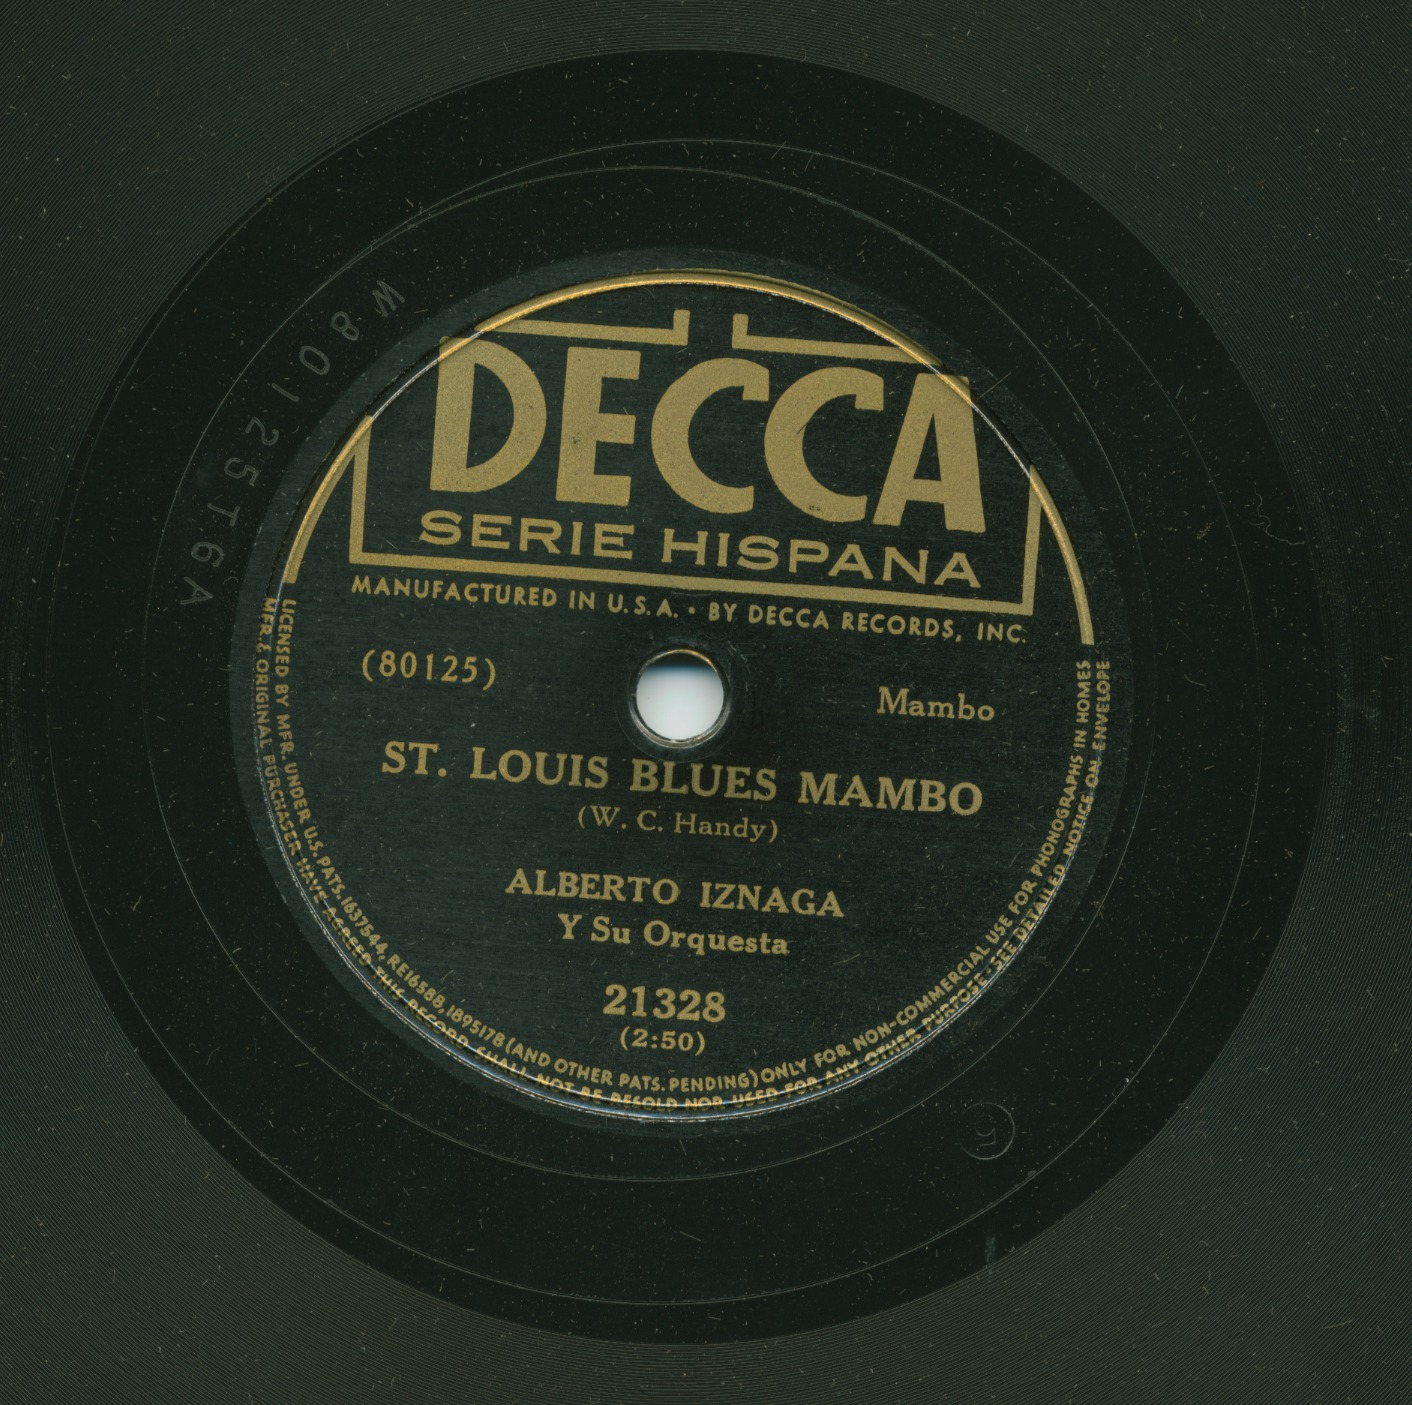 DECCA
SERIE HISPANA
MANUFACTURED IN U.S.A. · BY DECCA RECORDS, INC.
(80125)
Mambo
ST. LOUIS BLUES MAMBO
(W. C. Handy)
ALBERTO IZNAGA
Y Su Orquesta
21328
(2:50)
LICENSED BY MFR. UNDER U.S. PATS. 1637544, RE16588, 1895178 (AND OTHER PATS. PENDING) ONLY FOR NON-COMMERCIAL USE FOR PHONOGRAPHS IN HOMES
MFR. & ORIGINAL PURCHASER HAVE AGREED THIS RECORD SHALL NOT BE RESOLD NOR USED FOR ANY OTHER PURPOSE · SEE DETAILED NOTICE ON ENVELOPE
W80125T6A